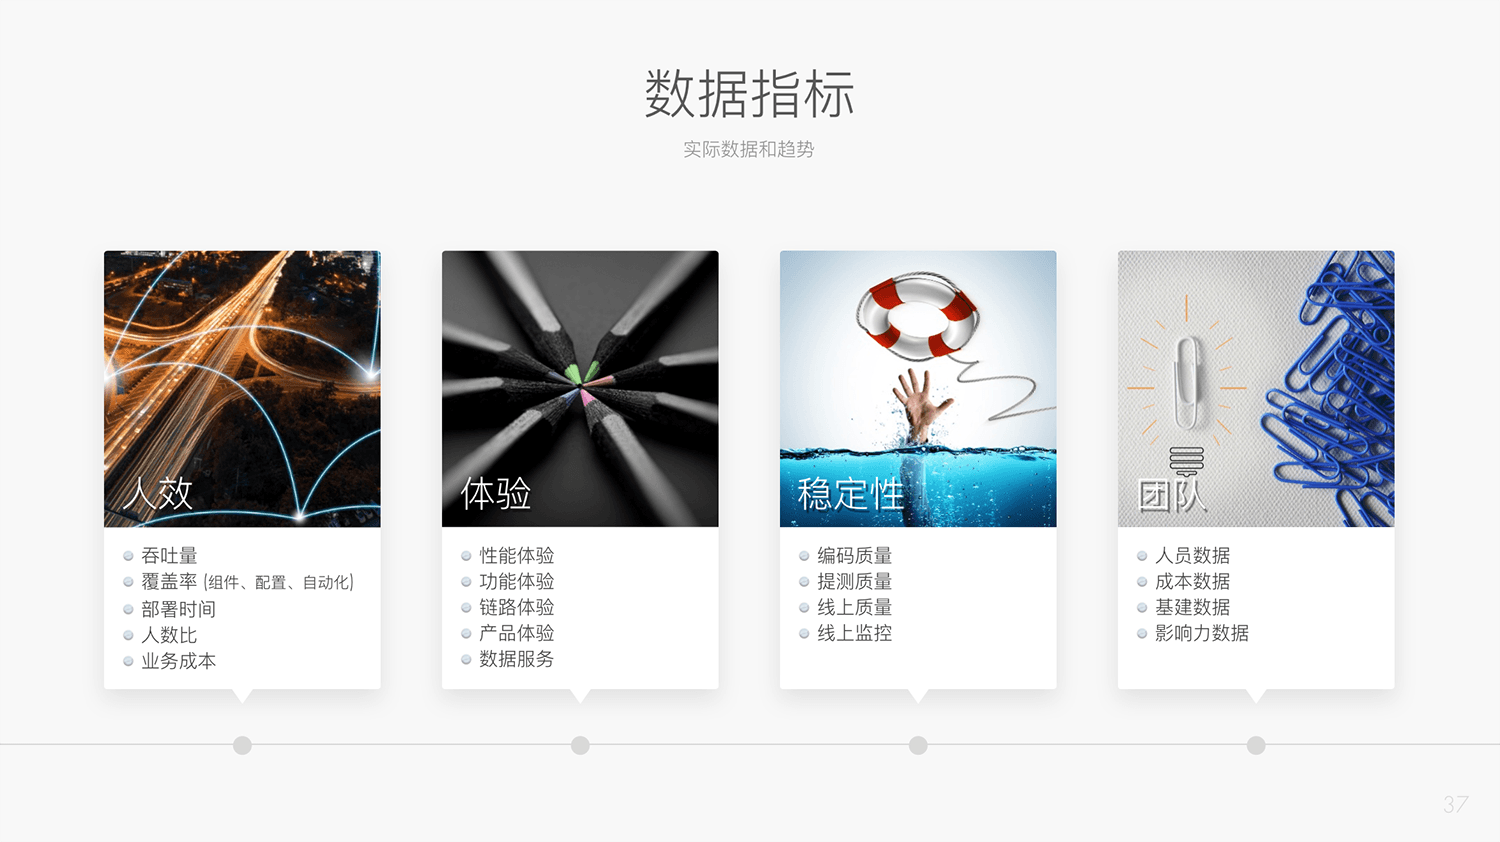 数据指标
实际数据和趋势
人效
吞吐量
覆盖率 (组件、配置、自动化)
部署时间
人数比
业务成本
体验
性能体验
功能体验
链路体验
产品体验
数据服务
稳定性
编码质量
提测质量
线上质量
线上监控
团队
人员数据
成本数据
基建数据
影响力数据
37